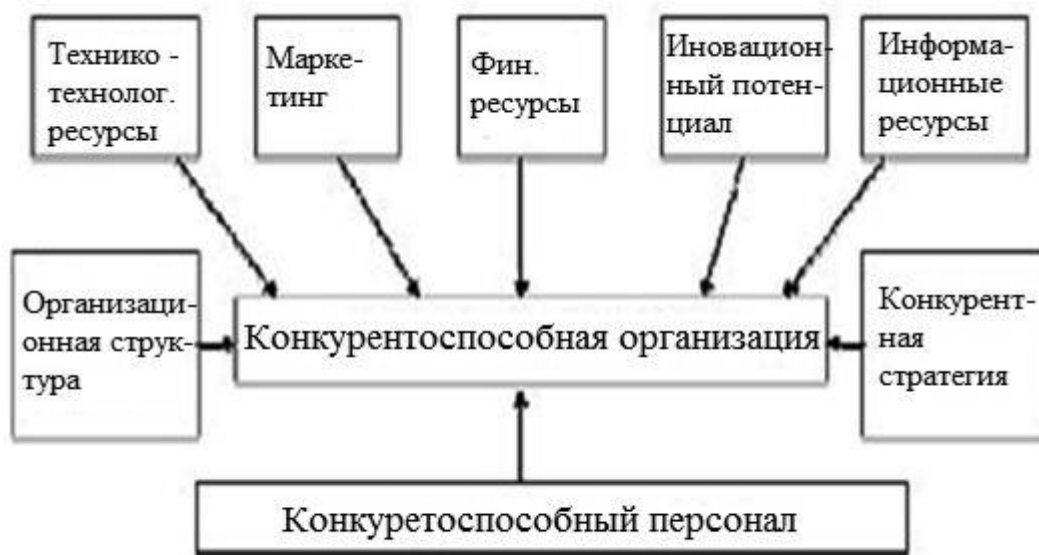 Технико -
технолог.
ресурсы
Марке-
тинг
Фин.
ресурсы
Иновацион-
ный потен-
циал
Информа-
ционные
ресурсы
Организаци-
онная струк-
тура
Конкурентоспособная организация
Конкурент-
ная
стратегия
Конкуретоспособный персонал